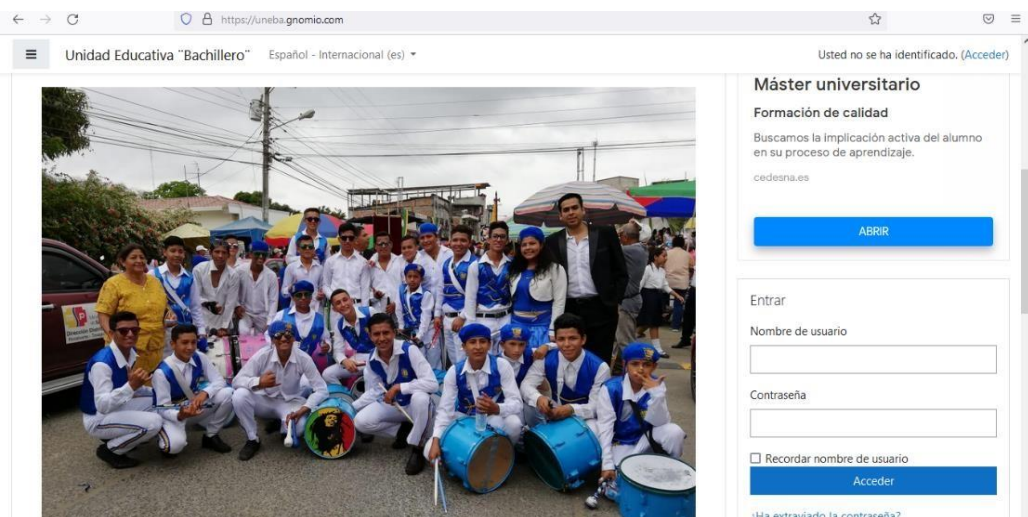 https://uneba.gnomio.com
Unidad Educativa ¨Bachillero¨ Español - Internacional (es)
Usted no se ha identificado. (Acceder)
Máster universitario
Formación de calidad
Buscamos la implicación activa del alumno
en su proceso de aprendizaje.
cedesna.es
ABRIR
Entrar
Nombre de usuario
Contraseña
Recordar nombre de usuario
Acceder
¿Ha extraviado la contraseña?